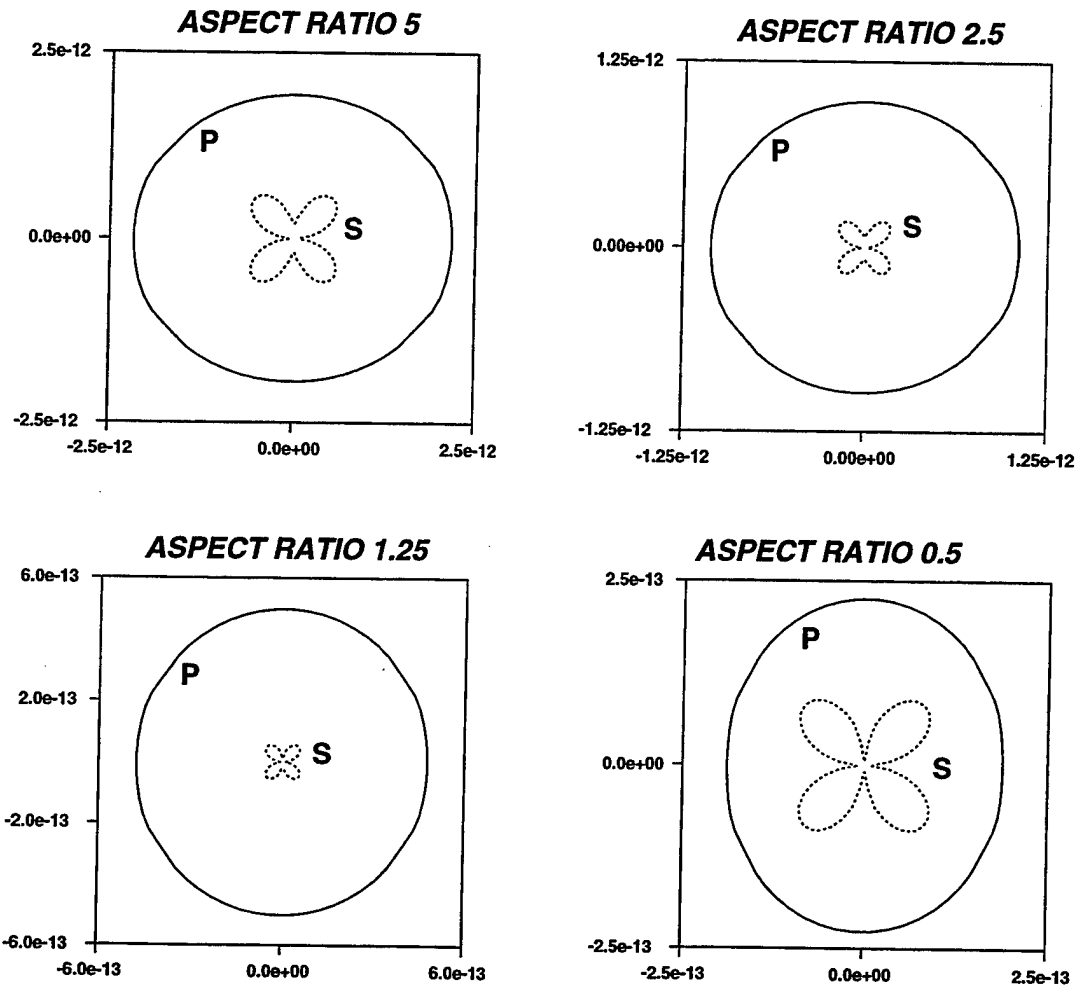 ASPECT RATIO 5
2.5e-12
P
S
0.0e+00
-2.5e-12
-2.5e-12 0.0e+00 2.5e-12
ASPECT RATIO 2.5
1.25e-12
P
S
0.00e+00
-1.25e-12
-1.25e-12 0.00e+00 1.25e-12
ASPECT RATIO 1.25
6.0e-13
P
2.0e-13
S
-2.0e-13
-6.0e-13
-6.0e-13 0.0e+00 6.0e-13
ASPECT RATIO 0.5
2.5e-13
P
0.0e+00
S
-2.5e-13
-2.5e-13 0.0e+00 2.5e-13